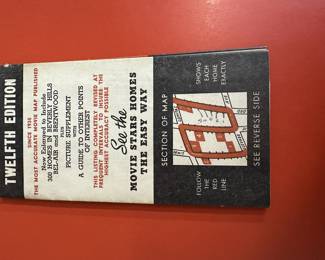 TWELFTH EDITION
SINCE 1936
THE MOST ACCURATE MOVIE MAP PUBLISHED
Now Enlarged to Include
300 HOMES IN BEVERLY HILLS
BEL-AIR and BRENTWOOD
PLUS
PICTURE SUPPLEMENT
WITH
A GUIDE TO OTHER POINTS
OF INTEREST
THIS LISTING COMPLETELY REVISED AT
FREQUENT INTERVALS TO INSURE THE
HIGHEST ACCURACY POSSIBLE
See the
MOVIE STARS HOMES
THE EASY WAY
SECTION OF MAP
FOLLOW
THE
RED
LINE
SHOWS
EACH
HOME
EXACTLY
SEE REVERSE SIDE